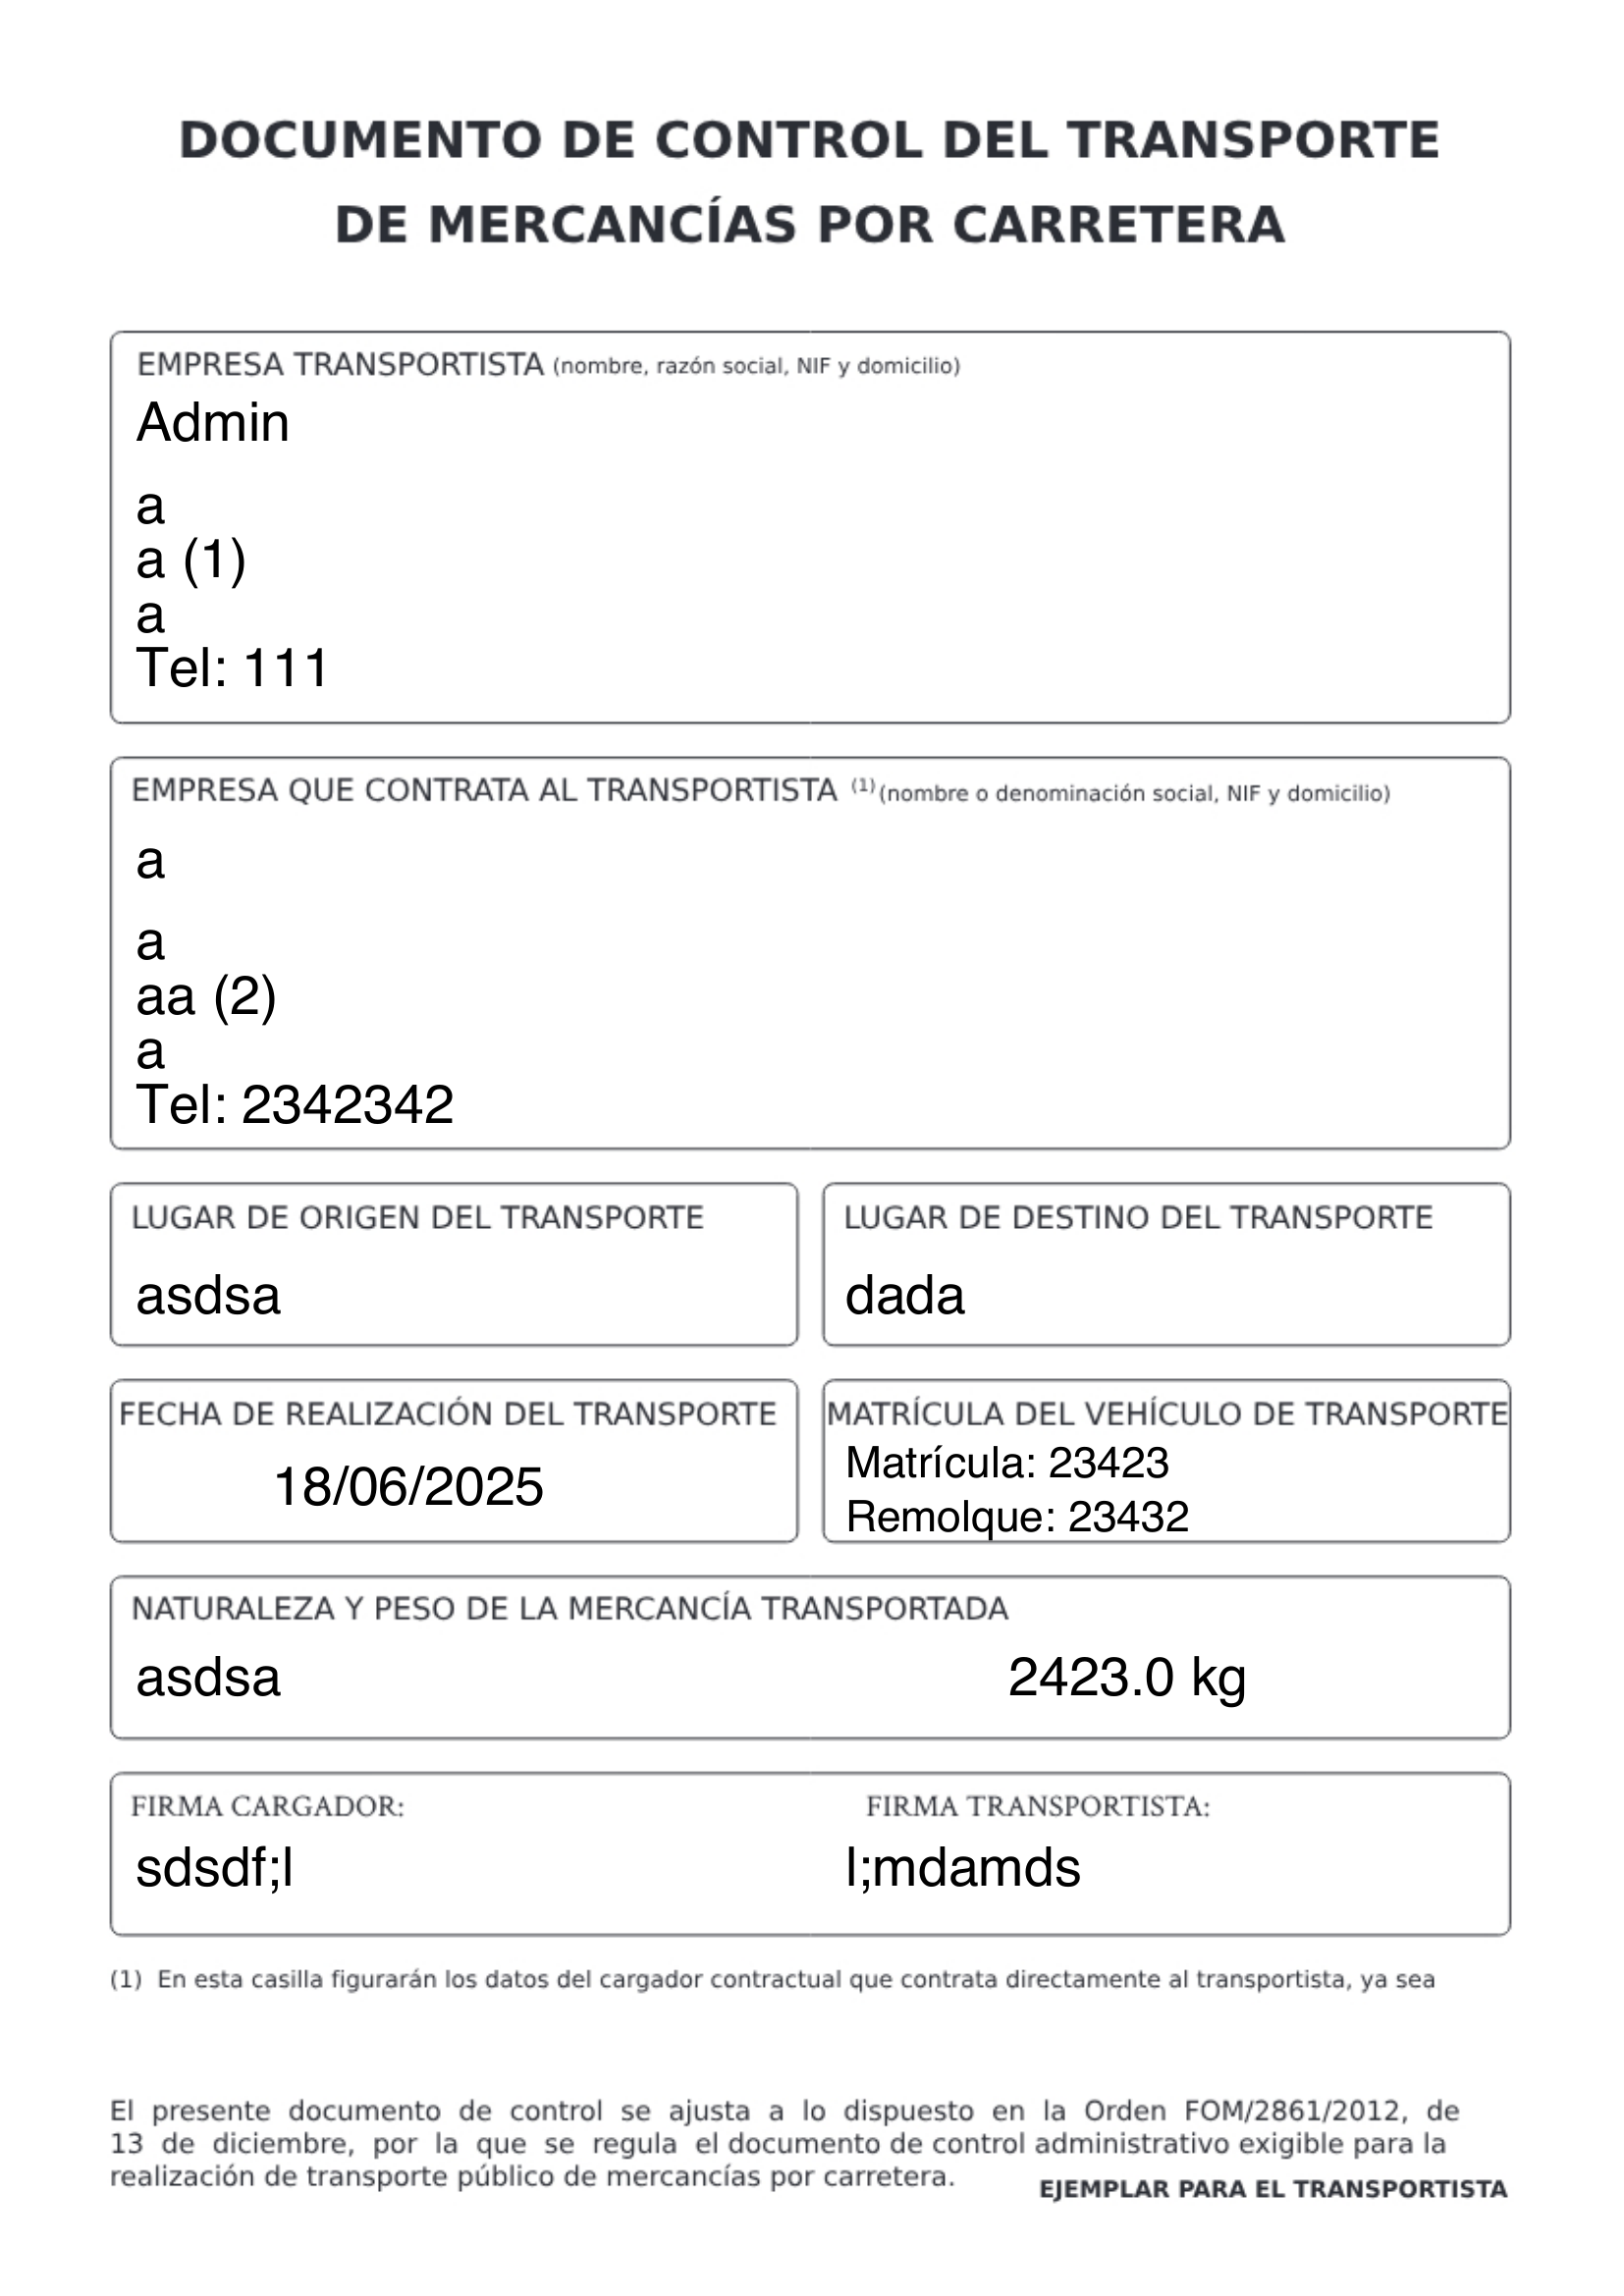 DOCUMENTO DE CONTROL DEL TRANSPORTE
DE MERCANCÍAS POR CARRETERA
EMPRESA TRANSPORTISTA (nombre, razón social, NIF y domicilio)
Admin
a
a (1)
a
Tel: 111
EMPRESA QUE CONTRATA AL TRANSPORTISTA (1)(nombre o denominación social, NIF y domicilio)
a
a
aa (2)
a
Tel: 2342342
LUGAR DE ORIGEN DEL TRANSPORTE
asdsa
LUGAR DE DESTINO DEL TRANSPORTE
dada
FECHA DE REALIZACIÓN DEL TRANSPORTE
18/06/2025
MATRÍCULA DEL VEHÍCULO DE TRANSPORTE
Matrícula: 23423
Remolque: 23432
NATURALEZA Y PESO DE LA MERCANCÍA TRANSPORTADA
asdsa 2423.0 kg
FIRMA CARGADOR:
sdsdf;l
FIRMA TRANSPORTISTA:
l;mdamds
(1) En esta casilla figurarán los datos del cargador contractual que contrata directamente al transportista, ya sea
El presente documento de control se ajusta a lo dispuesto en la Orden FOM/2861/2012, de
13 de diciembre, por la que se regula el documento de control administrativo exigible para la
realización de transporte público de mercancías por carretera.
EJEMPLAR PARA EL TRANSPORTISTA